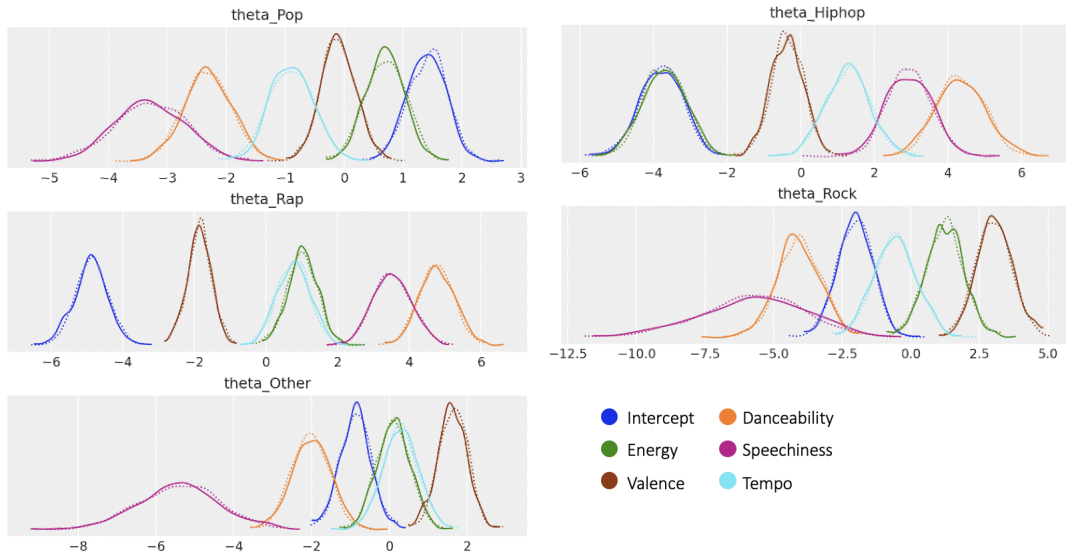 theta_Pop
−5 −4 −3 −2 −1 0 1 2 3
theta_Hiphop
−6 −4 −2 0 2 4 6
theta_Rap
−6 −4 −2 0 2 4 6
theta_Rock
−12.5 −10.0 −7.5 −5.0 −2.5 0.0 2.5 5.0
theta_Other
−8 −6 −4 −2 0 2
Intercept Danceability
Energy Speechiness
Valence Tempo